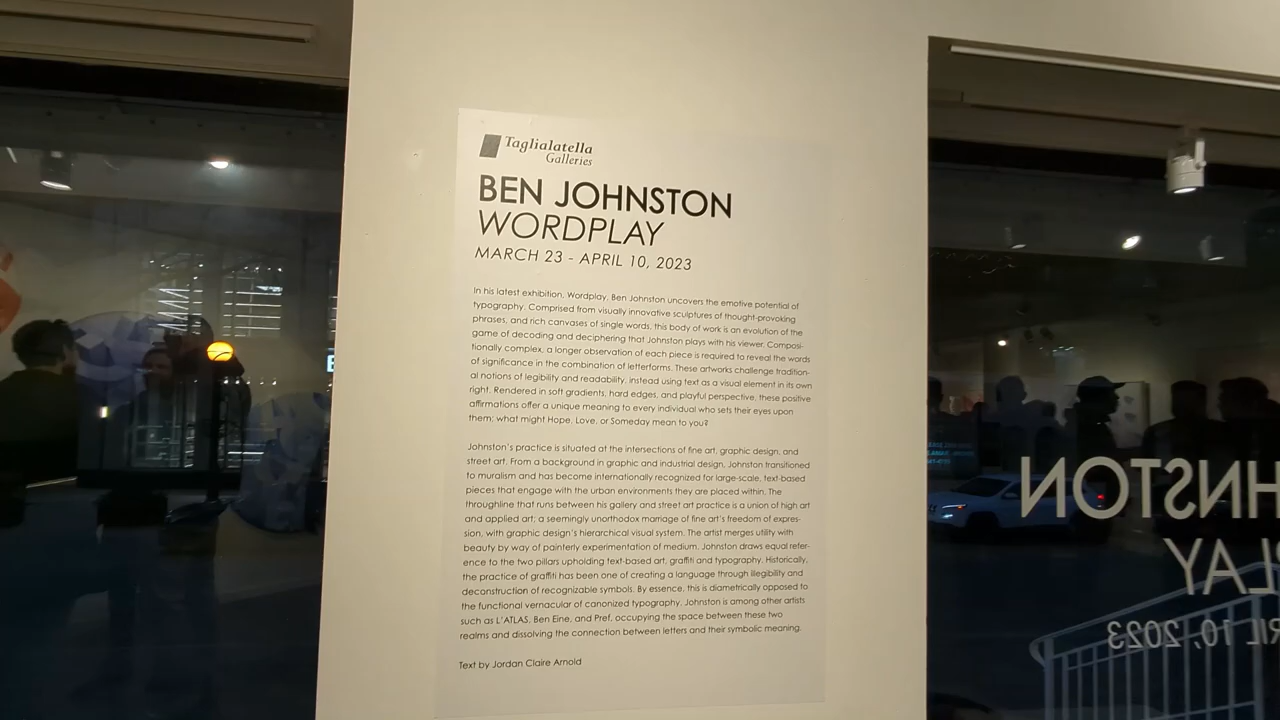 Taglialatella
Galleries
BEN JOHNSTON
WORDPLAY
MARCH 23 - APRIL 10, 2023
In his latest exhibition, Wordplay, Ben Johnston uncovers the emotive potential of
typography. Comprised from visually innovative sculptures of thought-provoking
phrases, and rich canvases of single words, this body of work is an evolution of the
game of decoding and deciphering that Johnston plays with his viewer. Composi-
tionally complex, a longer observation of each piece is required to reveal the words
of significance in the combination of letterforms. These artworks challenge tradition-
al notions of legibility and readability, instead using text as a visual element in its own
right. Rendered in soft gradients, hard edges, and playful perspective, these positive
affirmations offer a unique meaning to every individual who sets their eyes upon
them; what might Hope, Love, or Someday mean to you?
Johnston's practice is situated at the intersections of fine art, graphic design, and
street art. From a background in graphic and industrial design, Johnston transitioned
to muralism and has become internationally recognized for large-scale, text-based
pieces that engage with the urban environments they are placed within. The
throughline that runs between his gallery and street art practice is a union of high art
and applied art; a seemingly unorthodox marriage of fine art's freedom of expres-
sion, with graphic design's hierarchical visual system. The artist merges utility with
beauty by way of painterly experimentation of medium. Johnston draws equal refer-
ence to the two pillars upholding text-based art, graffiti and typography. Historically,
the practice of graffiti has been one of creating a language through illegibility and
deconstruction of recognizable symbols. By essence, this is diametrically opposed to
the functional vernacular of canonized typography. Johnston is among other artists
such as L'ATLAS, Ben Eine, and Pref, occupying the space between these two
realms and dissolving the connection between letters and their symbolic meaning.
Text by Jordan Claire Arnold
HNSTON
PLAY
RIL 10, 2023